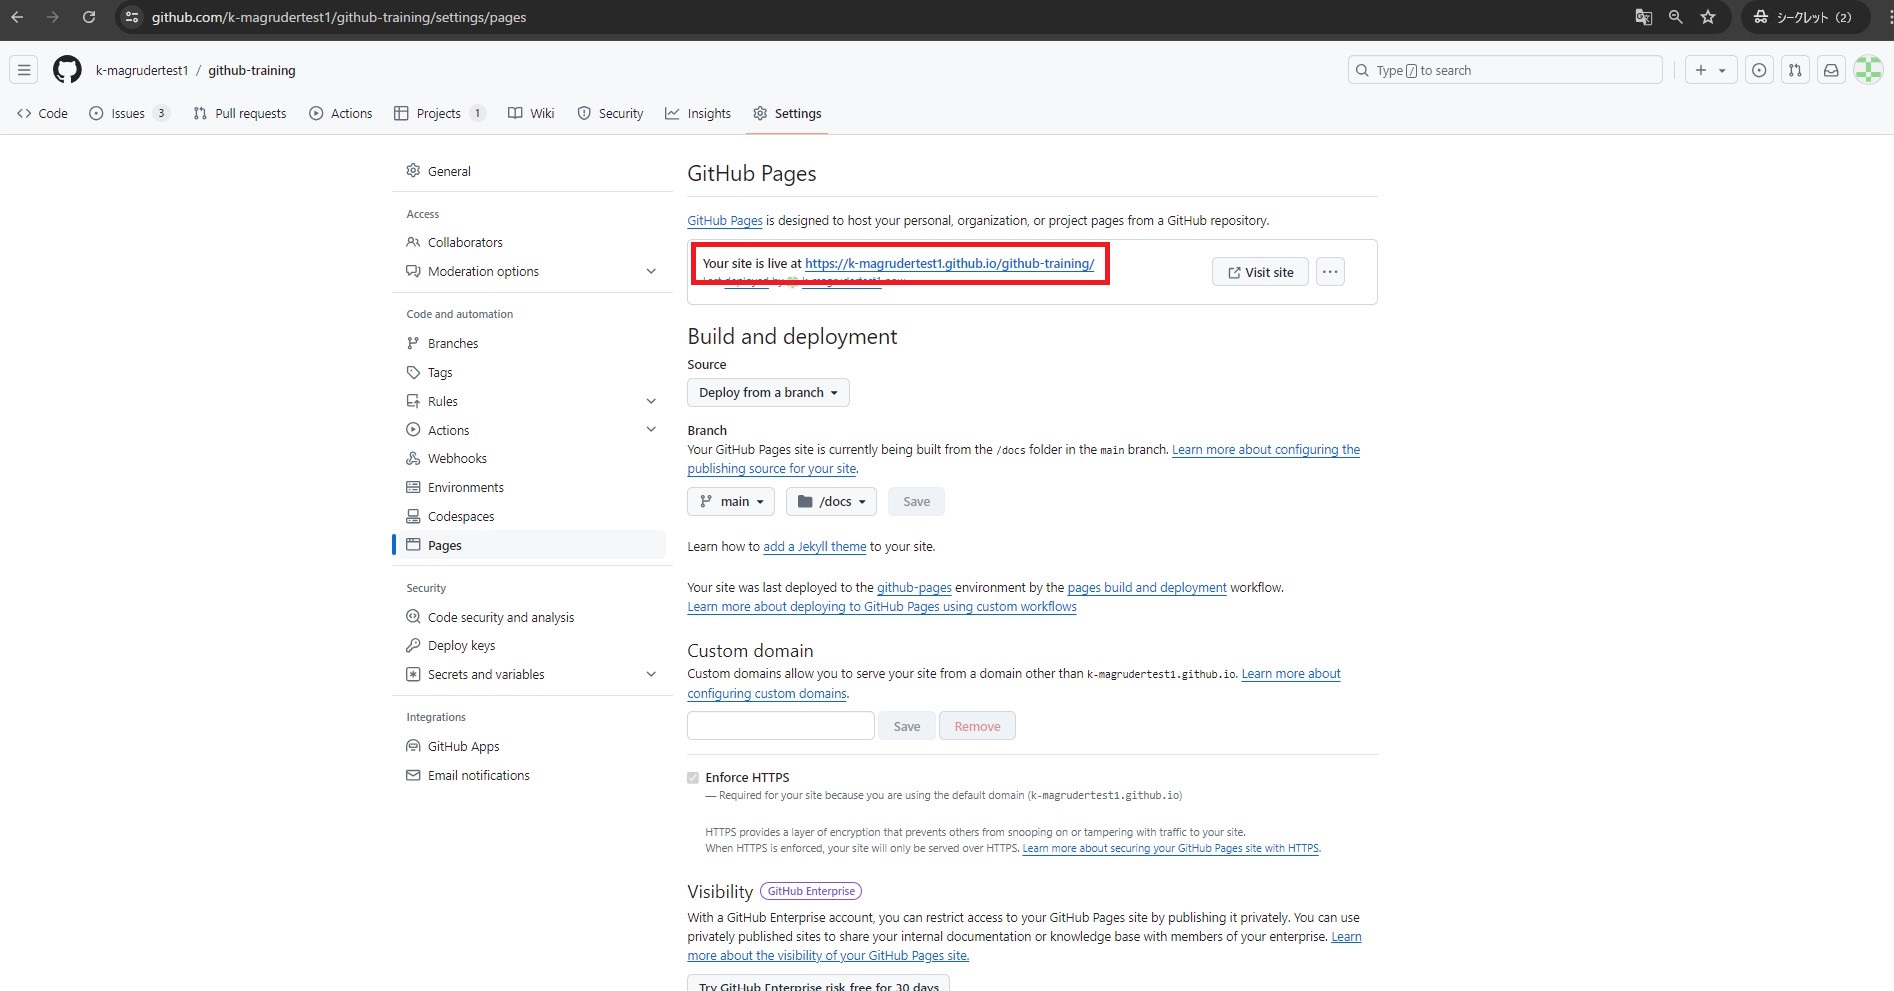 github.com/k-magrudertest1/github-training/settings/pages
シークレット (2)
k-magrudertest1 / github-training
Type / to search
Code
Issues 3
Pull requests
Actions
Projects 1
Wiki
Security
Insights
Settings
General
Access
Collaborators
Moderation options
Code and automation
Branches
Tags
Rules
Actions
Webhooks
Environments
Codespaces
Pages
Security
Code security and analysis
Deploy keys
Secrets and variables
Integrations
GitHub Apps
Email notifications
GitHub Pages
GitHub Pages is designed to host your personal, organization, or project pages from a GitHub repository.
Your site is live at https://k-magrudertest1.github.io/github-training/
Last deployed by k-magrudertest1 now
Visit site
Build and deployment
Source
Deploy from a branch
Branch
Your GitHub Pages site is currently being built from the /docs folder in the main branch. Learn more about configuring the
publishing source for your site.
main
/docs
Save
Learn how to add a Jekyll theme to your site.
Your site was last deployed to the github-pages environment by the pages build and deployment workflow.
Learn more about deploying to GitHub Pages using custom workflows
Custom domain
Custom domains allow you to serve your site from a domain other than k-magrudertest1.github.io. Learn more about
configuring custom domains.
Save
Remove
Enforce HTTPS
— Required for your site because you are using the default domain (k-magrudertest1.github.io)
HTTPS provides a layer of encryption that prevents others from snooping on or tampering with traffic to your site.
When HTTPS is enforced, your site will only be served over HTTPS. Learn more about securing your GitHub Pages site with HTTPS.
Visibility GitHub Enterprise
With a GitHub Enterprise account, you can restrict access to your GitHub Pages site by publishing it privately. You can use
privately published sites to share your internal documentation or knowledge base with members of your enterprise. Learn
more about the visibility of your GitHub Pages site.
Try GitHub Enterprise risk free for 30 days